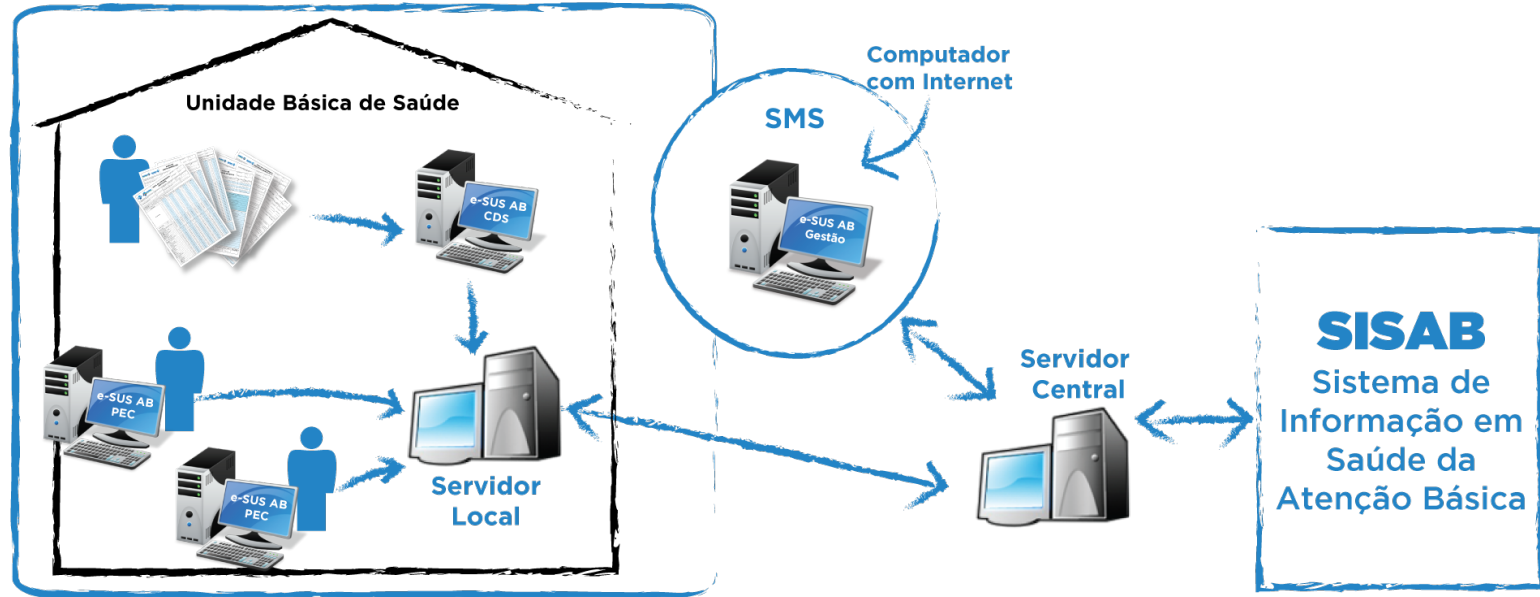 Unidade Básica de Saúde
e-SUS AB
CDS
e-SUS AB
PEC
e-SUS AB
PEC
Servidor
Local
Computador
com Internet
SMS
e-SUS AB
Gestão
Servidor
Central
SISAB
Sistema de
Informação em
Saúde da
Atenção Básica